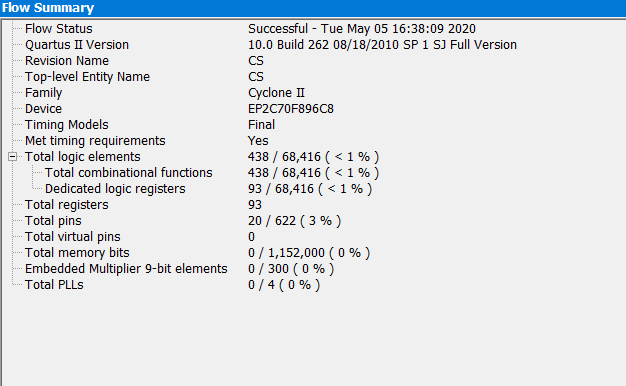 Flow Summary
Flow Status Successful - Tue May 05 16:38:09 2020
Quartus II Version 10.0 Build 262 08/18/2010 SP 1 SJ Full Version
Revision Name CS
Top-level Entity Name CS
Family Cyclone II
Device EP2C70F896C8
Timing Models Final
Met timing requirements Yes
Total logic elements 438 / 68,416 ( < 1 % )
Total combinational functions 438 / 68,416 ( < 1 % )
Dedicated logic registers 93 / 68,416 ( < 1 % )
Total registers 93
Total pins 20 / 622 ( 3 % )
Total virtual pins 0
Total memory bits 0 / 1,152,000 ( 0 % )
Embedded Multiplier 9-bit elements 0 / 300 ( 0 % )
Total PLLs 0 / 4 ( 0 % )